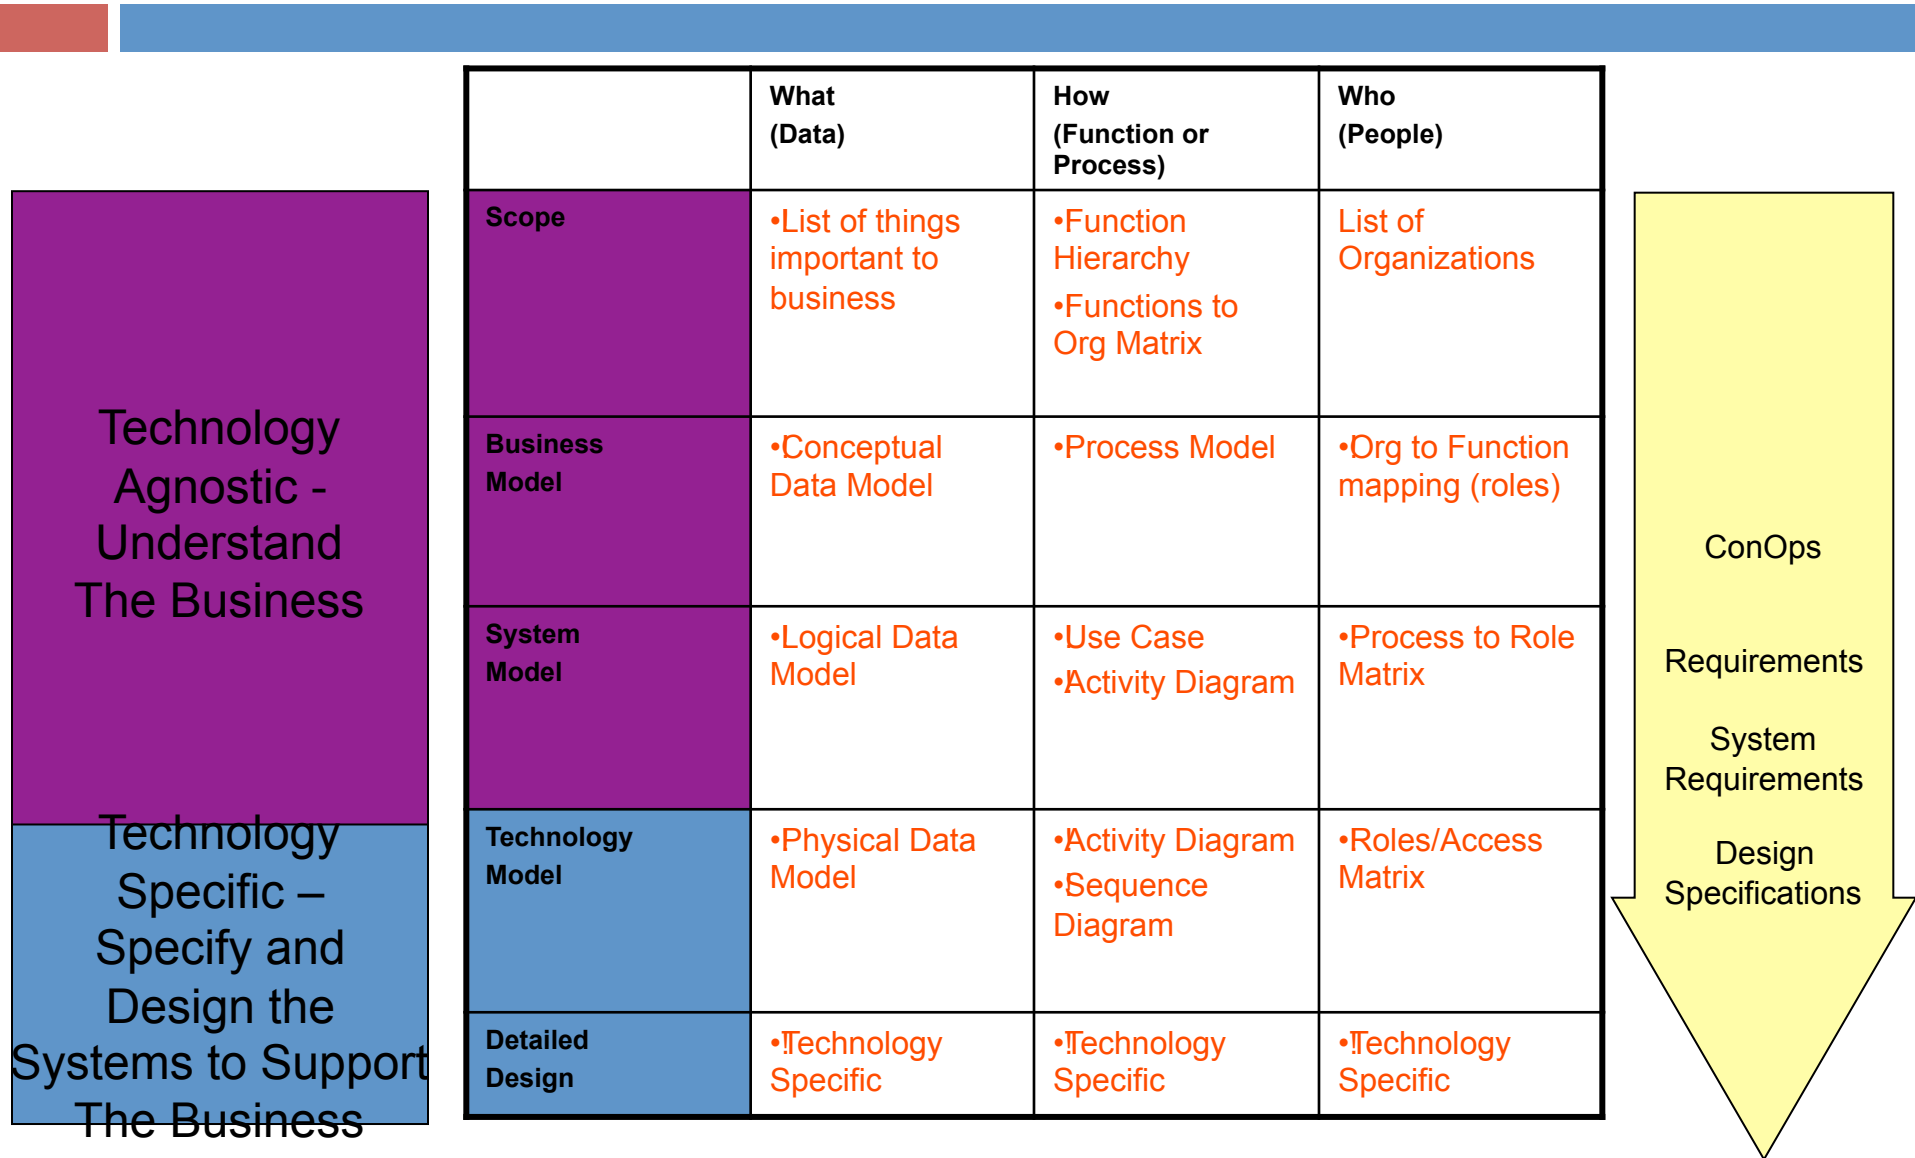 What
(Data)
How
(Function or
Process)
Who
(People)
Scope
•List of things
important to
business
•Function
Hierarchy
•Functions to
Org Matrix
List of
Organizations
Business
Model
•Conceptual
Data Model
•Process Model
•Org to Function
mapping (roles)
System
Model
•Logical Data
Model
•Use Case
•Activity Diagram
•Process to Role
Matrix
Technology
Model
•Physical Data
Model
•Activity Diagram
•Sequence
Diagram
•Roles/Access
Matrix
Detailed
Design
•Technology
Specific
•Technology
Specific
•Technology
Specific
Technology
Agnostic -
Understand
The Business
Technology
Specific –
Specify and
Design the
Systems to Support
The Business
ConOps
Requirements
System
Requirements
Design
Specifications